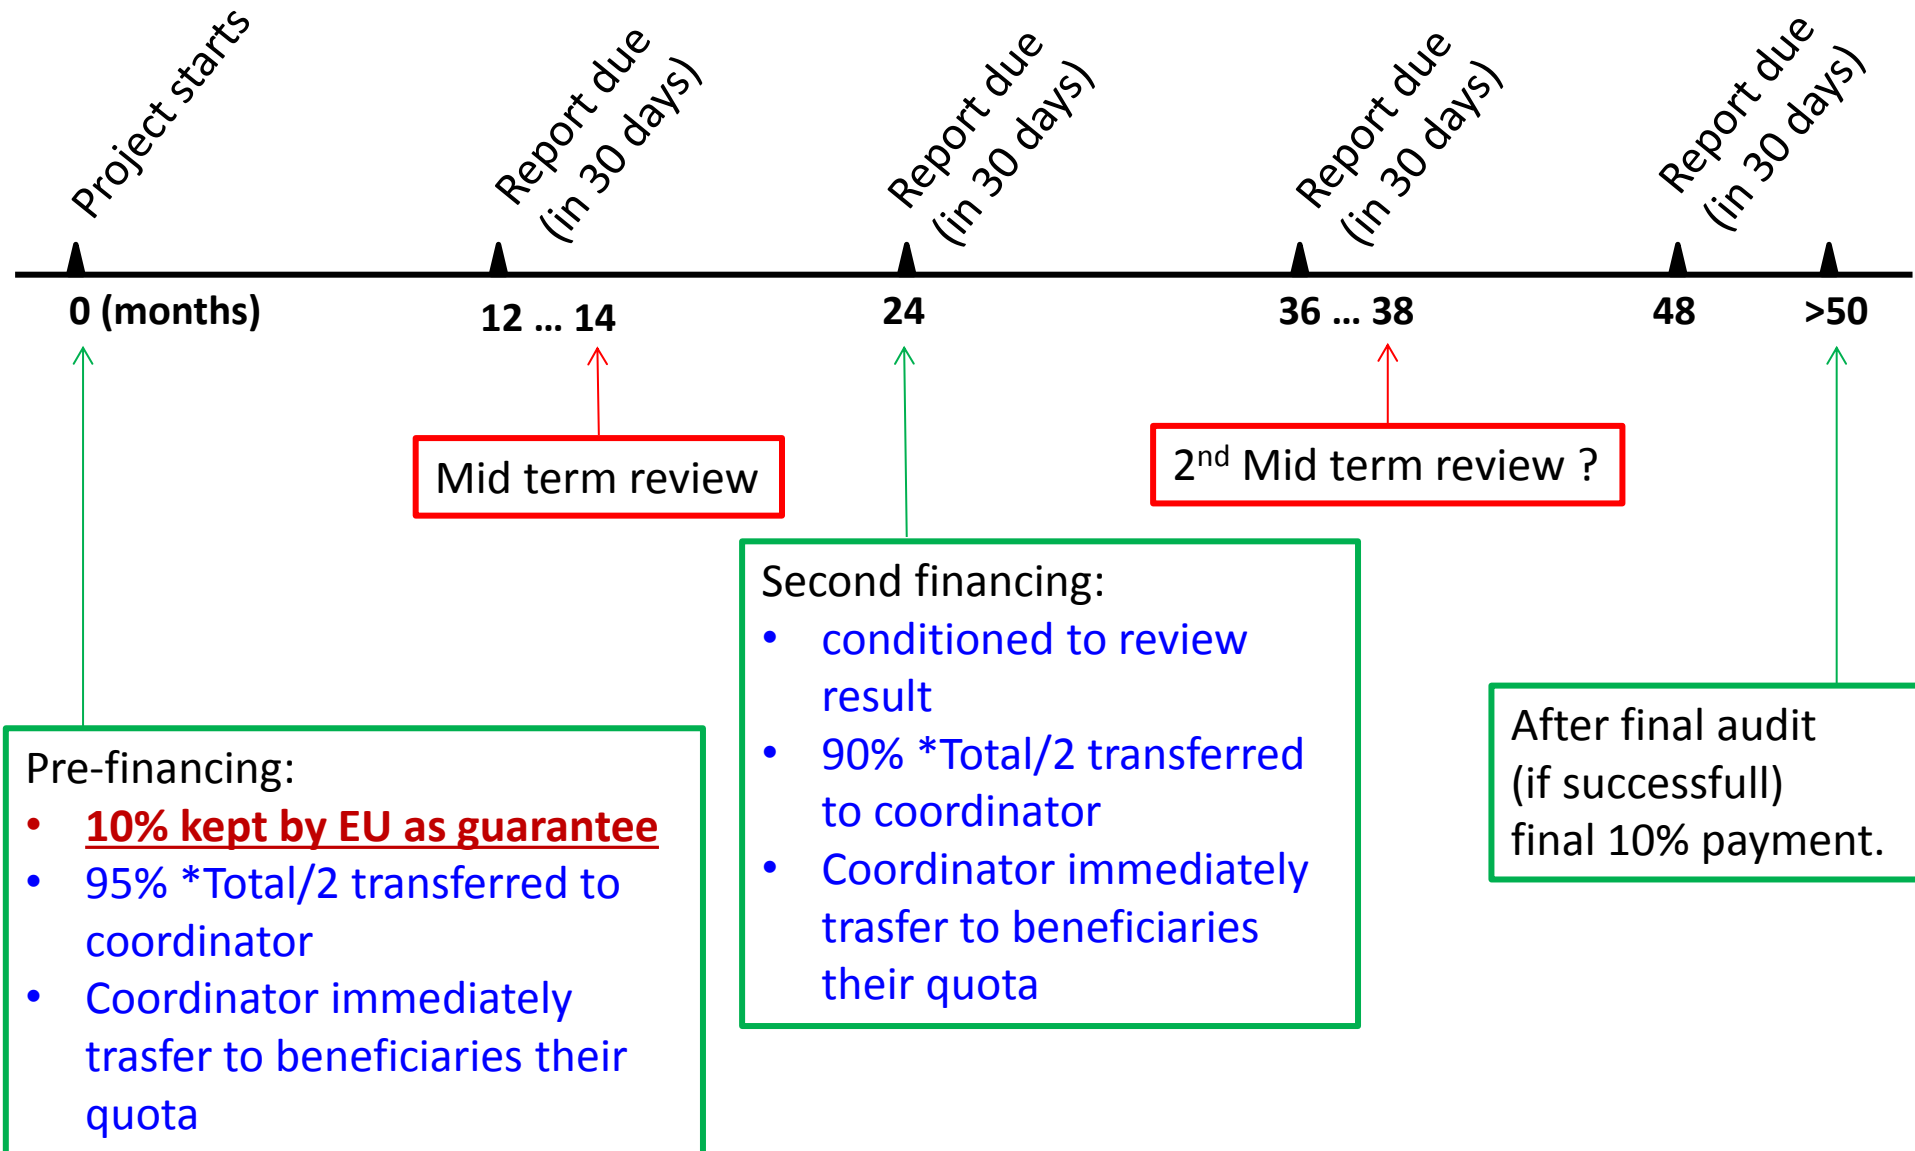 Project starts
Report due
(in 30 days)
Report due
(in 30 days)
Report due
(in 30 days)
Report due
(in 30 days)
0 (months)
12 ... 14
24
36 ... 38
48
>50
Mid term review
2nd Mid term review ?
Second financing:
• conditioned to review
result
• 90% *Total/2 transferred
to coordinator
• Coordinator immediately
trasfer to beneficiaries
their quota
Pre-financing:
• 10% kept by EU as guarantee
• 95% *Total/2 transferred to
coordinator
• Coordinator immediately
trasfer to beneficiaries their
quota
After final audit
(if successfull)
final 10% payment.